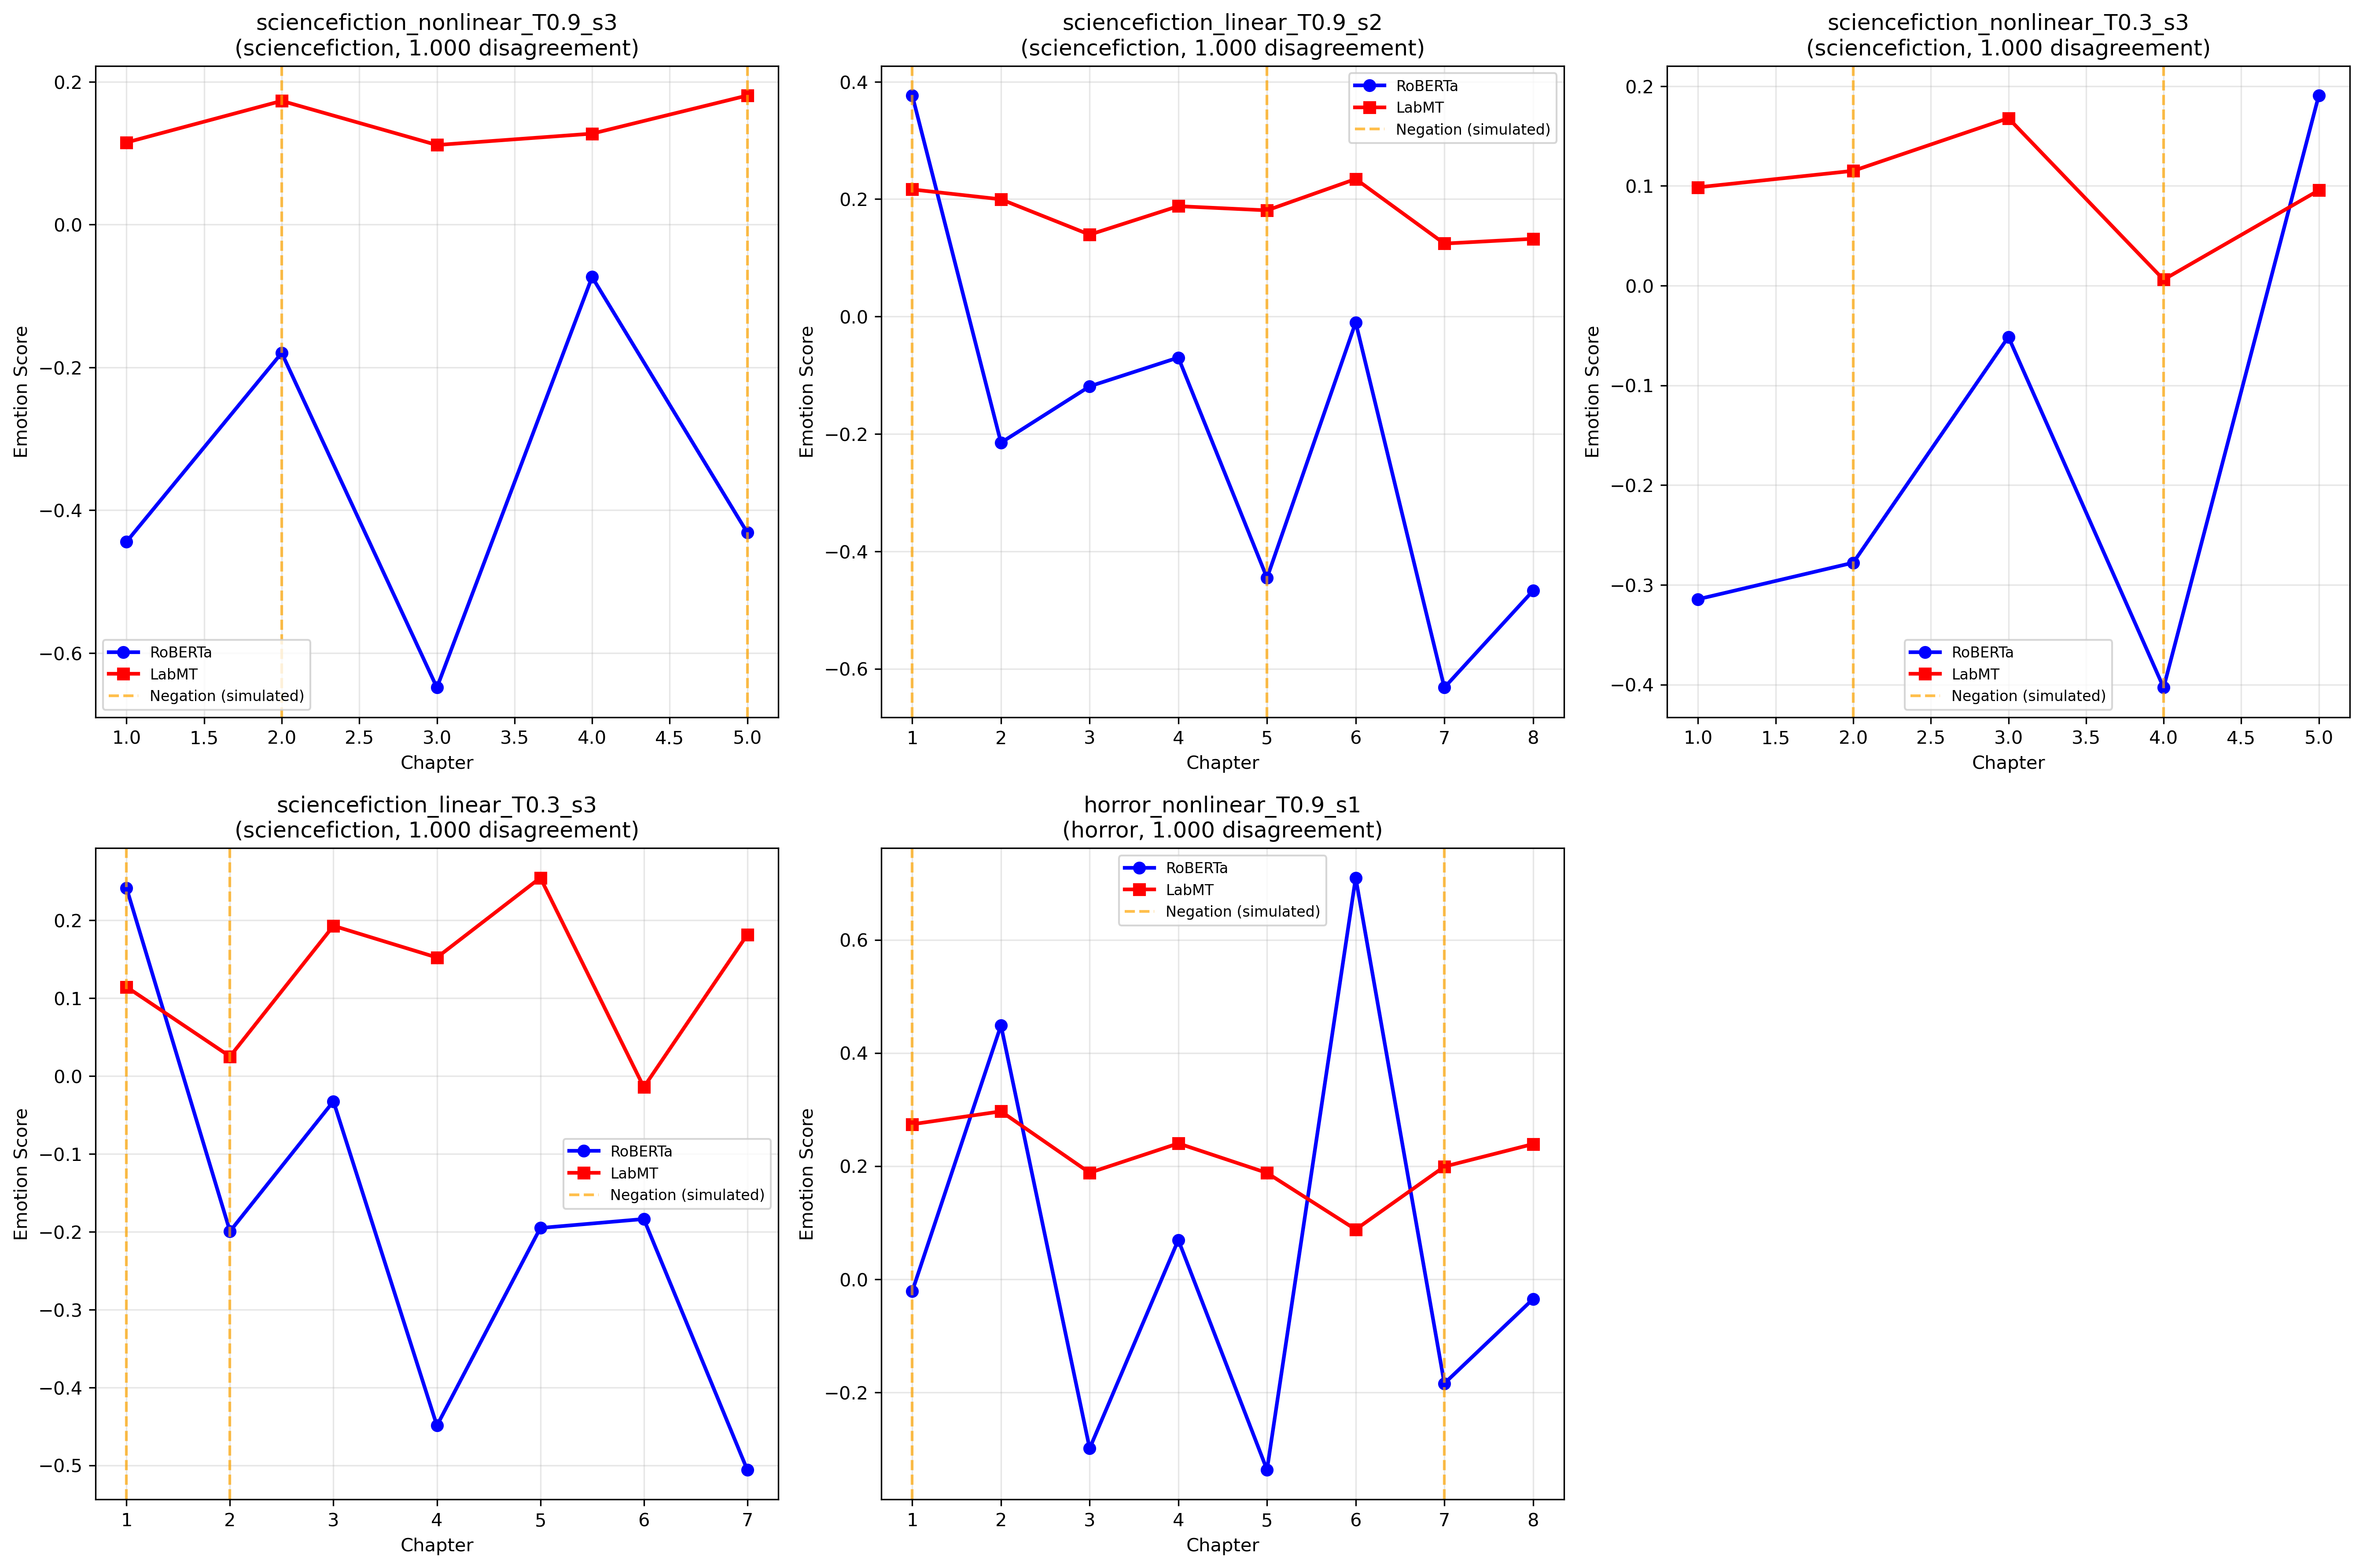 sciencefiction_nonlinear_T0.9_s3
(sciencefiction, 1.000 disagreement)
0.2
0.0
−0.2
−0.4
−0.6
Emotion Score
RoBERTa
LabMT
Negation (simulated)
1.0 1.5 2.0 2.5 3.0 3.5 4.0 4.5 5.0
Chapter
sciencefiction_linear_T0.9_s2
(sciencefiction, 1.000 disagreement)
0.4
0.2
0.0
−0.2
−0.4
−0.6
Emotion Score
RoBERTa
LabMT
Negation (simulated)
1 2 3 4 5 6 7 8
Chapter
sciencefiction_nonlinear_T0.3_s3
(sciencefiction, 1.000 disagreement)
0.2
0.1
0.0
−0.1
−0.2
−0.3
−0.4
Emotion Score
RoBERTa
LabMT
Negation (simulated)
1.0 1.5 2.0 2.5 3.0 3.5 4.0 4.5 5.0
Chapter
sciencefiction_linear_T0.3_s3
(sciencefiction, 1.000 disagreement)
0.2
0.1
0.0
−0.1
−0.2
−0.3
−0.4
−0.5
Emotion Score
RoBERTa
LabMT
Negation (simulated)
1 2 3 4 5 6 7
Chapter
horror_nonlinear_T0.9_s1
(horror, 1.000 disagreement)
0.6
0.4
0.2
0.0
−0.2
Emotion Score
RoBERTa
LabMT
Negation (simulated)
1 2 3 4 5 6 7 8
Chapter